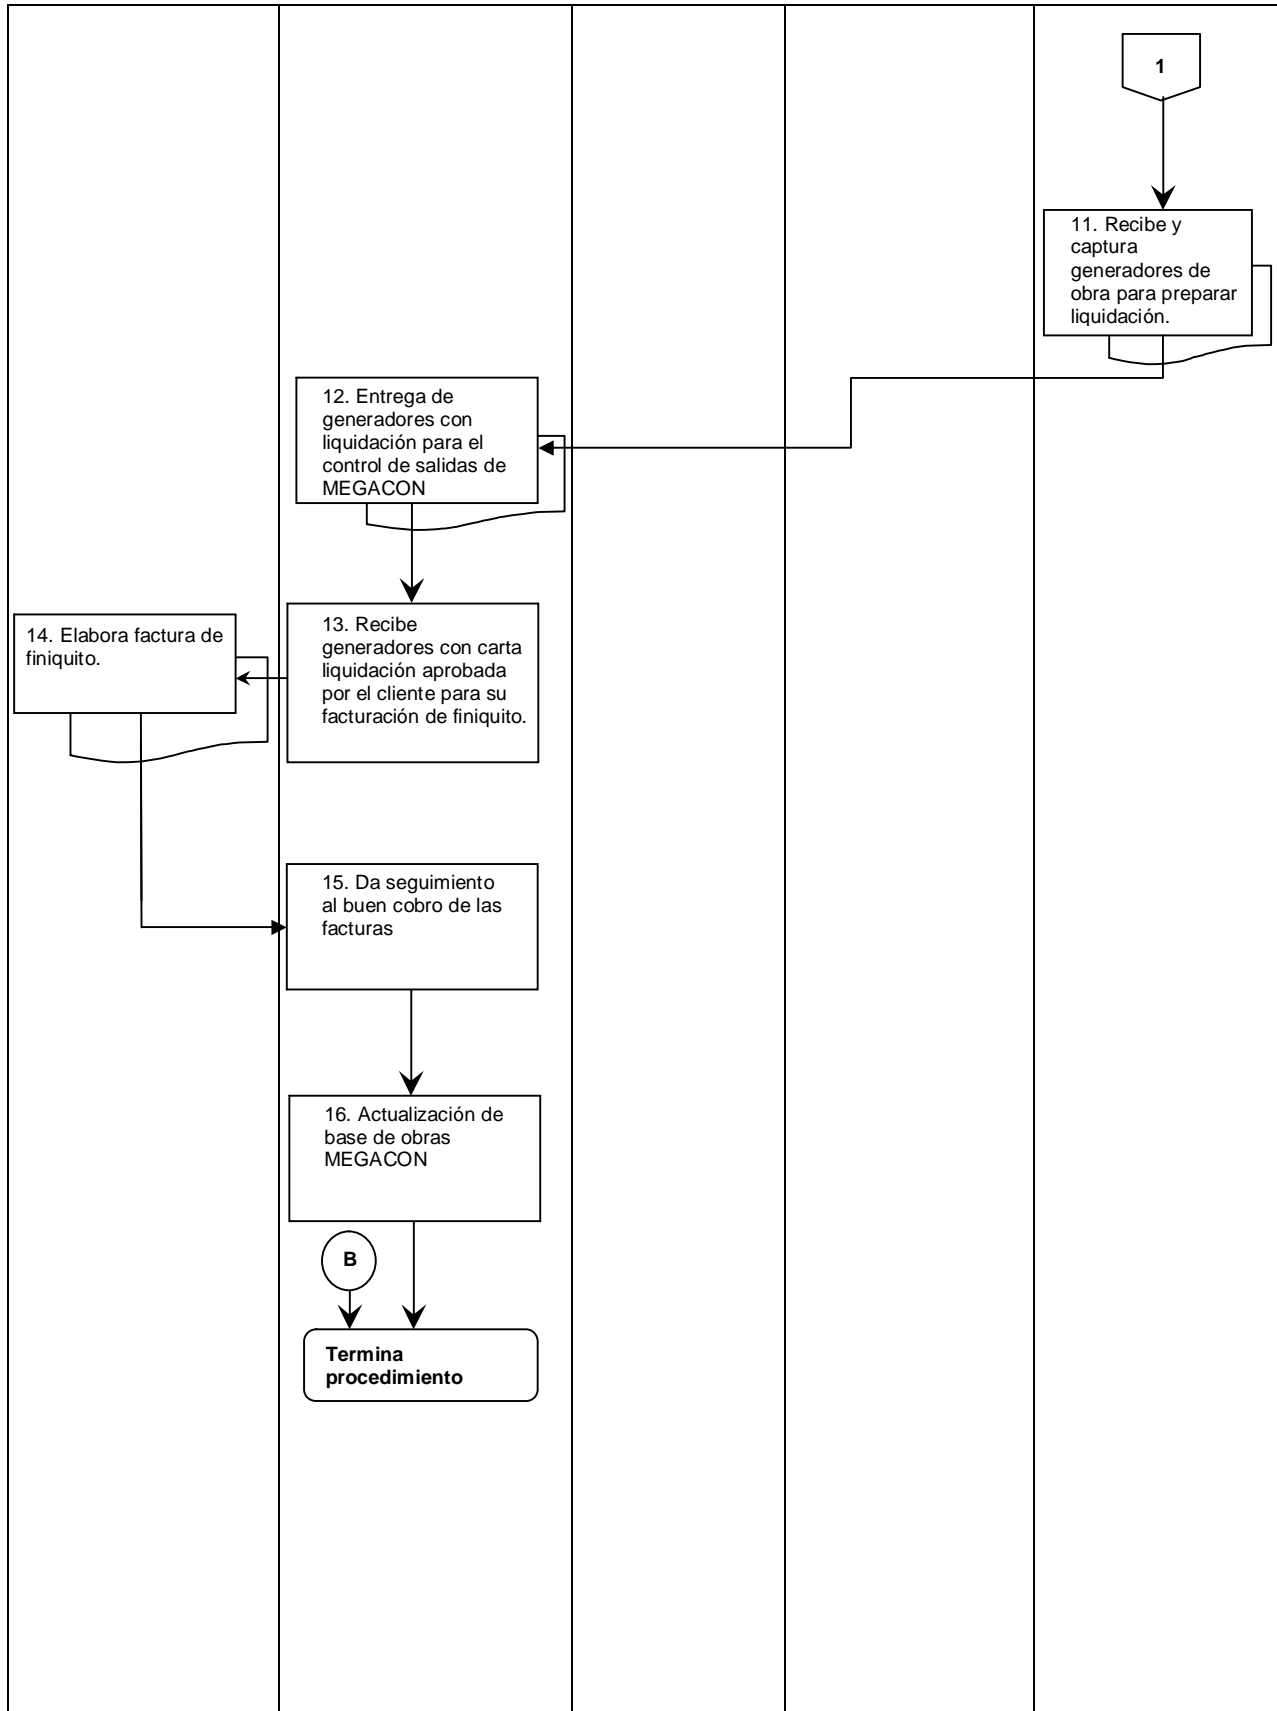 1
11. Recibe y
captura
generadores de
obra para preparar
liquidación.
12. Entrega de
generadores con
liquidación para el
control de salidas de
MEGACON
13. Recibe
generadores con carta
liquidación aprobada
por el cliente para su
facturación de finiquito.
14. Elabora factura de
finiquito.
15. Da seguimiento
al buen cobro de las
facturas
16. Actualización de
base de obras
MEGACON
B
Termina
procedimiento